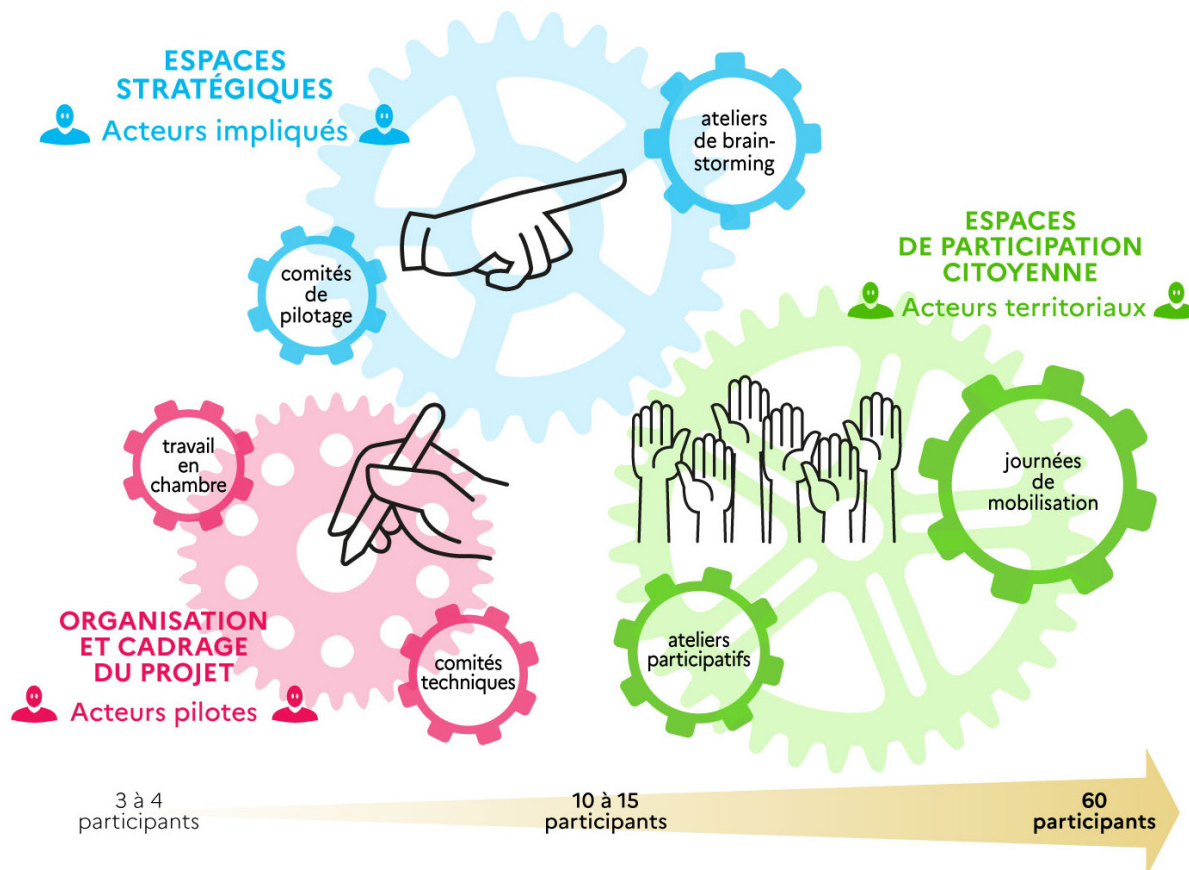 ESPACES
STRATÉGIQUES
Acteurs impliqués
ateliers
de brain-
storming
comités
de
pilotage
ESPACES
DE PARTICIPATION
CITOYENNE
Acteurs territoriaux
travail
en
chambre
journées
de
mobilisation
ORGANISATION
ET CADRAGE
DU PROJET
Acteurs pilotes
comités
techniques
ateliers
participatifs
3 à 4
participants
10 à 15
participants
60
participants